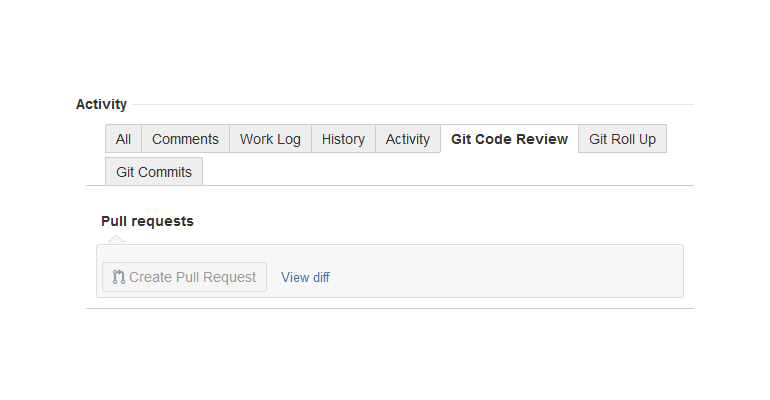 Activity
All Comments Work Log History Activity Git Code Review Git Roll Up
Git Commits
Pull requests
Create Pull Request View diff